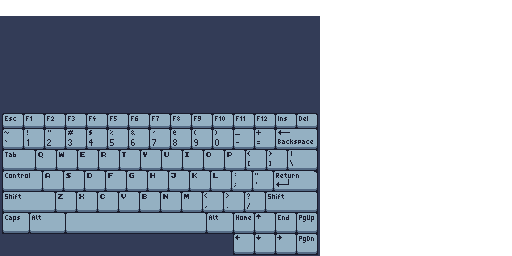 Esc F1 F2 F3 F4 F5 F6 F7 F8 F9 F10 F11 F12 Ins Del
~ ! " # $ % & ' @ ( ) _ + ←
` 1 2 3 4 5 6 7 8 9 0 - = Backspace
Tab Q W E R T Y U I O P { } |
[ ] \
Control A S D F G H J K L : " Return
; ' ↵
Shift Z X C V B N M < > ? Shift
, . /
Caps Alt Alt Home ↑ End PgUp
← ↓ → PgDn